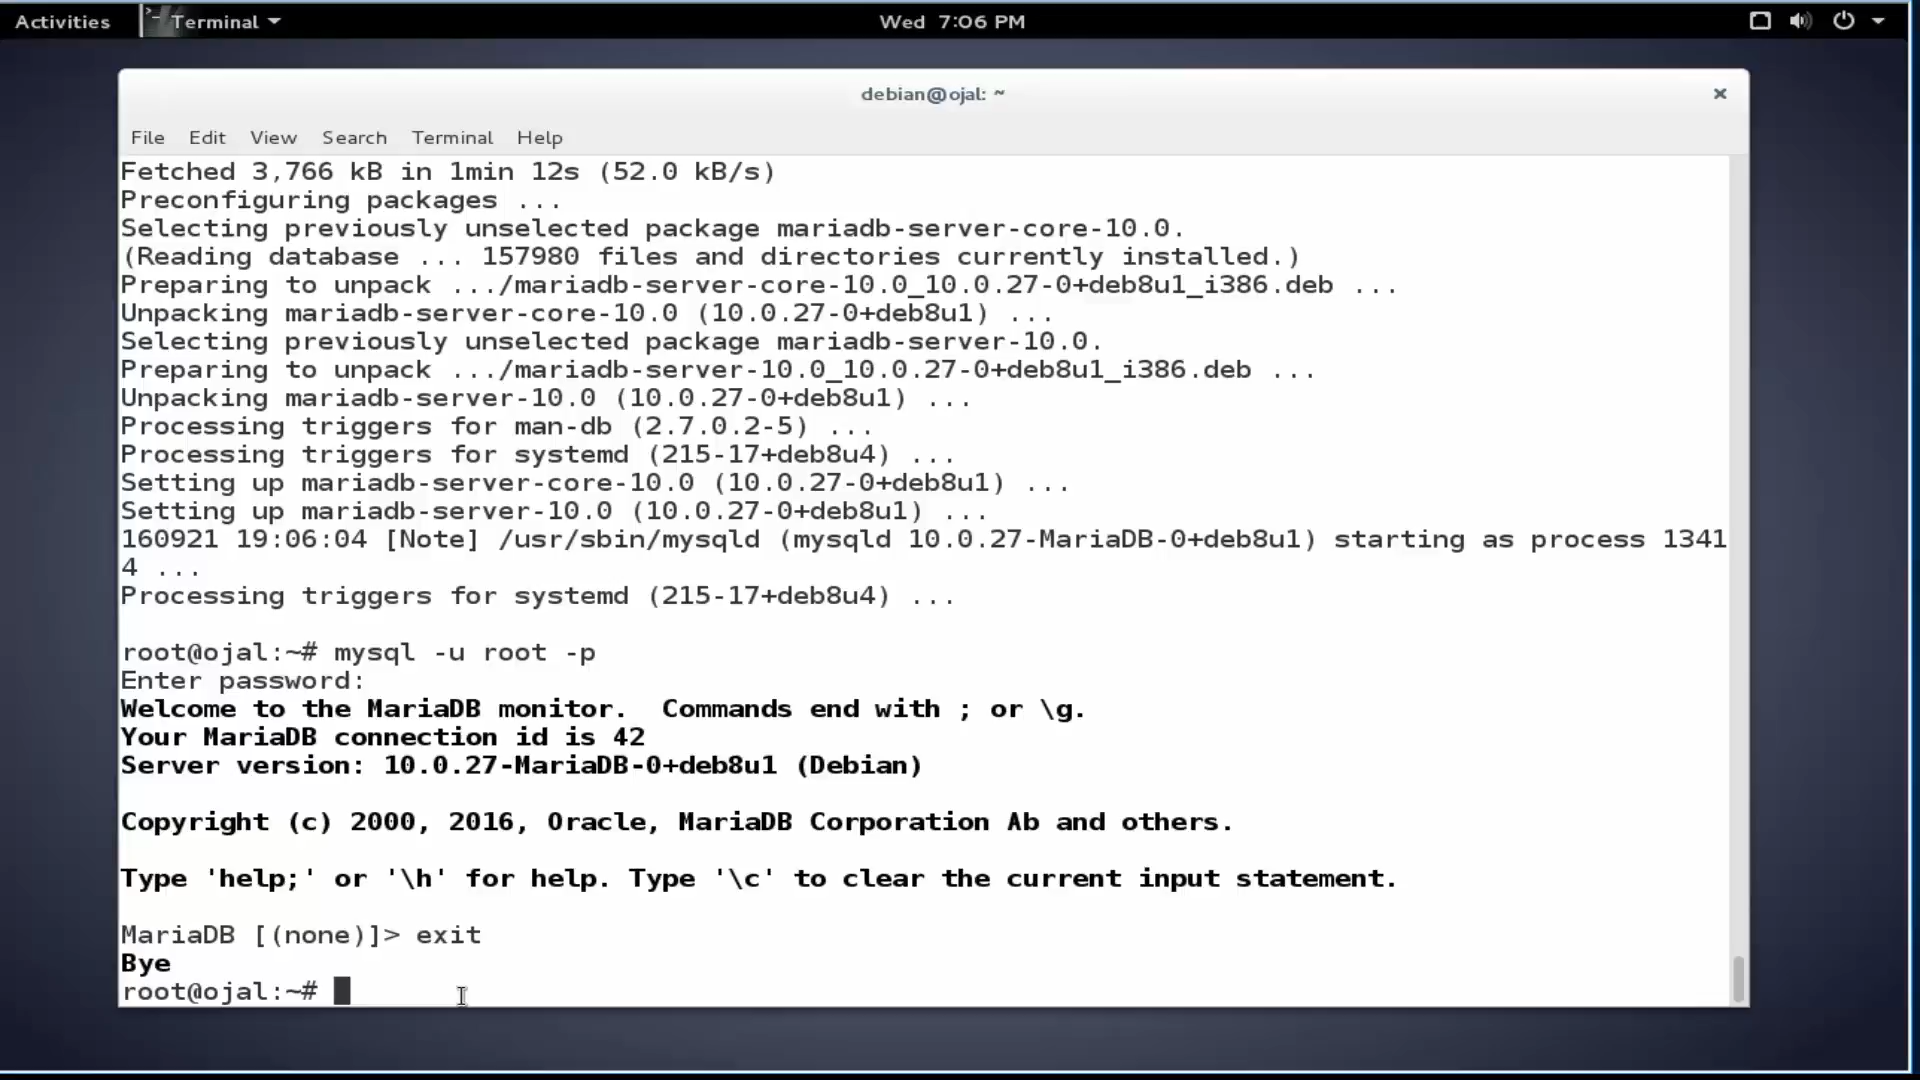 Activities Terminal Wed 7:06 PM
debian@ojal: ~
File Edit View Search Terminal Help
Fetched 3,766 kB in 1min 12s (52.0 kB/s)
Preconfiguring packages ...
Selecting previously unselected package mariadb-server-core-10.0.
(Reading database ... 157980 files and directories currently installed.)
Preparing to unpack .../mariadb-server-core-10.0_10.0.27-0+deb8u1_i386.deb ...
Unpacking mariadb-server-core-10.0 (10.0.27-0+deb8u1) ...
Selecting previously unselected package mariadb-server-10.0.
Preparing to unpack .../mariadb-server-10.0_10.0.27-0+deb8u1_i386.deb ...
Unpacking mariadb-server-10.0 (10.0.27-0+deb8u1) ...
Processing triggers for man-db (2.7.0.2-5) ...
Processing triggers for systemd (215-17+deb8u4) ...
Setting up mariadb-server-core-10.0 (10.0.27-0+deb8u1) ...
Setting up mariadb-server-10.0 (10.0.27-0+deb8u1) ...
160921 19:06:04 [Note] /usr/sbin/mysqld (mysqld 10.0.27-MariaDB-0+deb8u1) starting as process 1341
4 ...
Processing triggers for systemd (215-17+deb8u4) ...
root@ojal:~# mysql -u root -p
Enter password:
Welcome to the MariaDB monitor.  Commands end with ; or \g.
Your MariaDB connection id is 42
Server version: 10.0.27-MariaDB-0+deb8u1 (Debian)
Copyright (c) 2000, 2016, Oracle, MariaDB Corporation Ab and others.
Type 'help;' or '\h' for help. Type '\c' to clear the current input statement.
MariaDB [(none)]> exit
Bye
root@ojal:~#